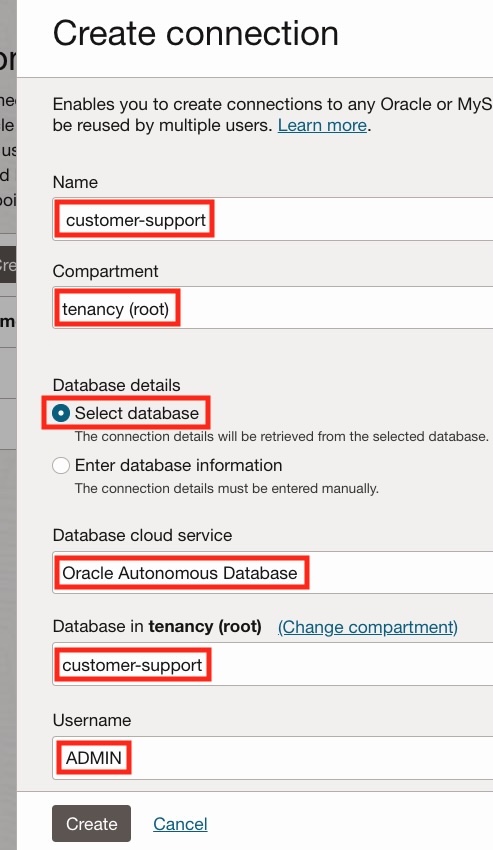 Create connection
Enables you to create connections to any Oracle or MyS
be reused by multiple users. Learn more.
Name
customer-support
Compartment
tenancy (root)
Database details
Select database
The connection details will be retrieved from the selected database.
Enter database information
The connection details must be entered manually.
Database cloud service
Oracle Autonomous Database
Database in tenancy (root) (Change compartment)
customer-support
Username
ADMIN
Create Cancel